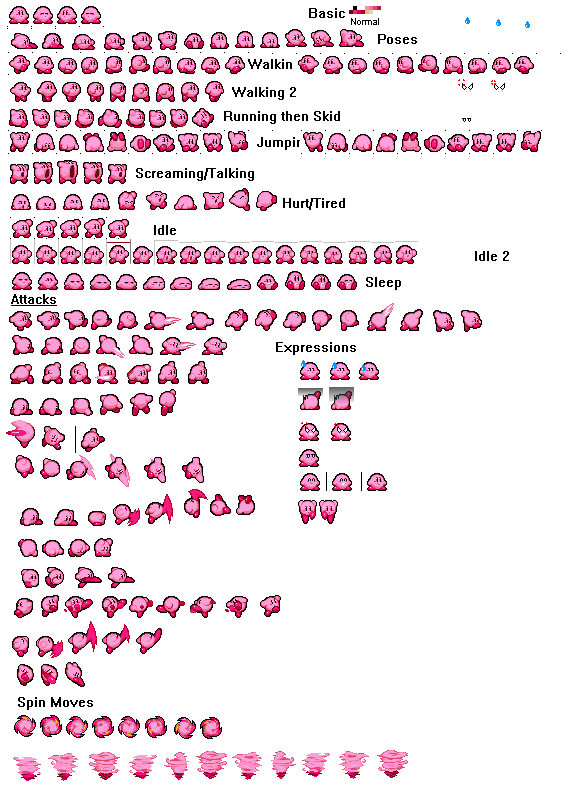 Basic
Normal
Poses
Walkin
Walking 2
Running then Skid
Jumpir
Screaming/Talking
Hurt/Tired
Idle
Idle 2
Sleep
Attacks
Expressions
Spin Moves